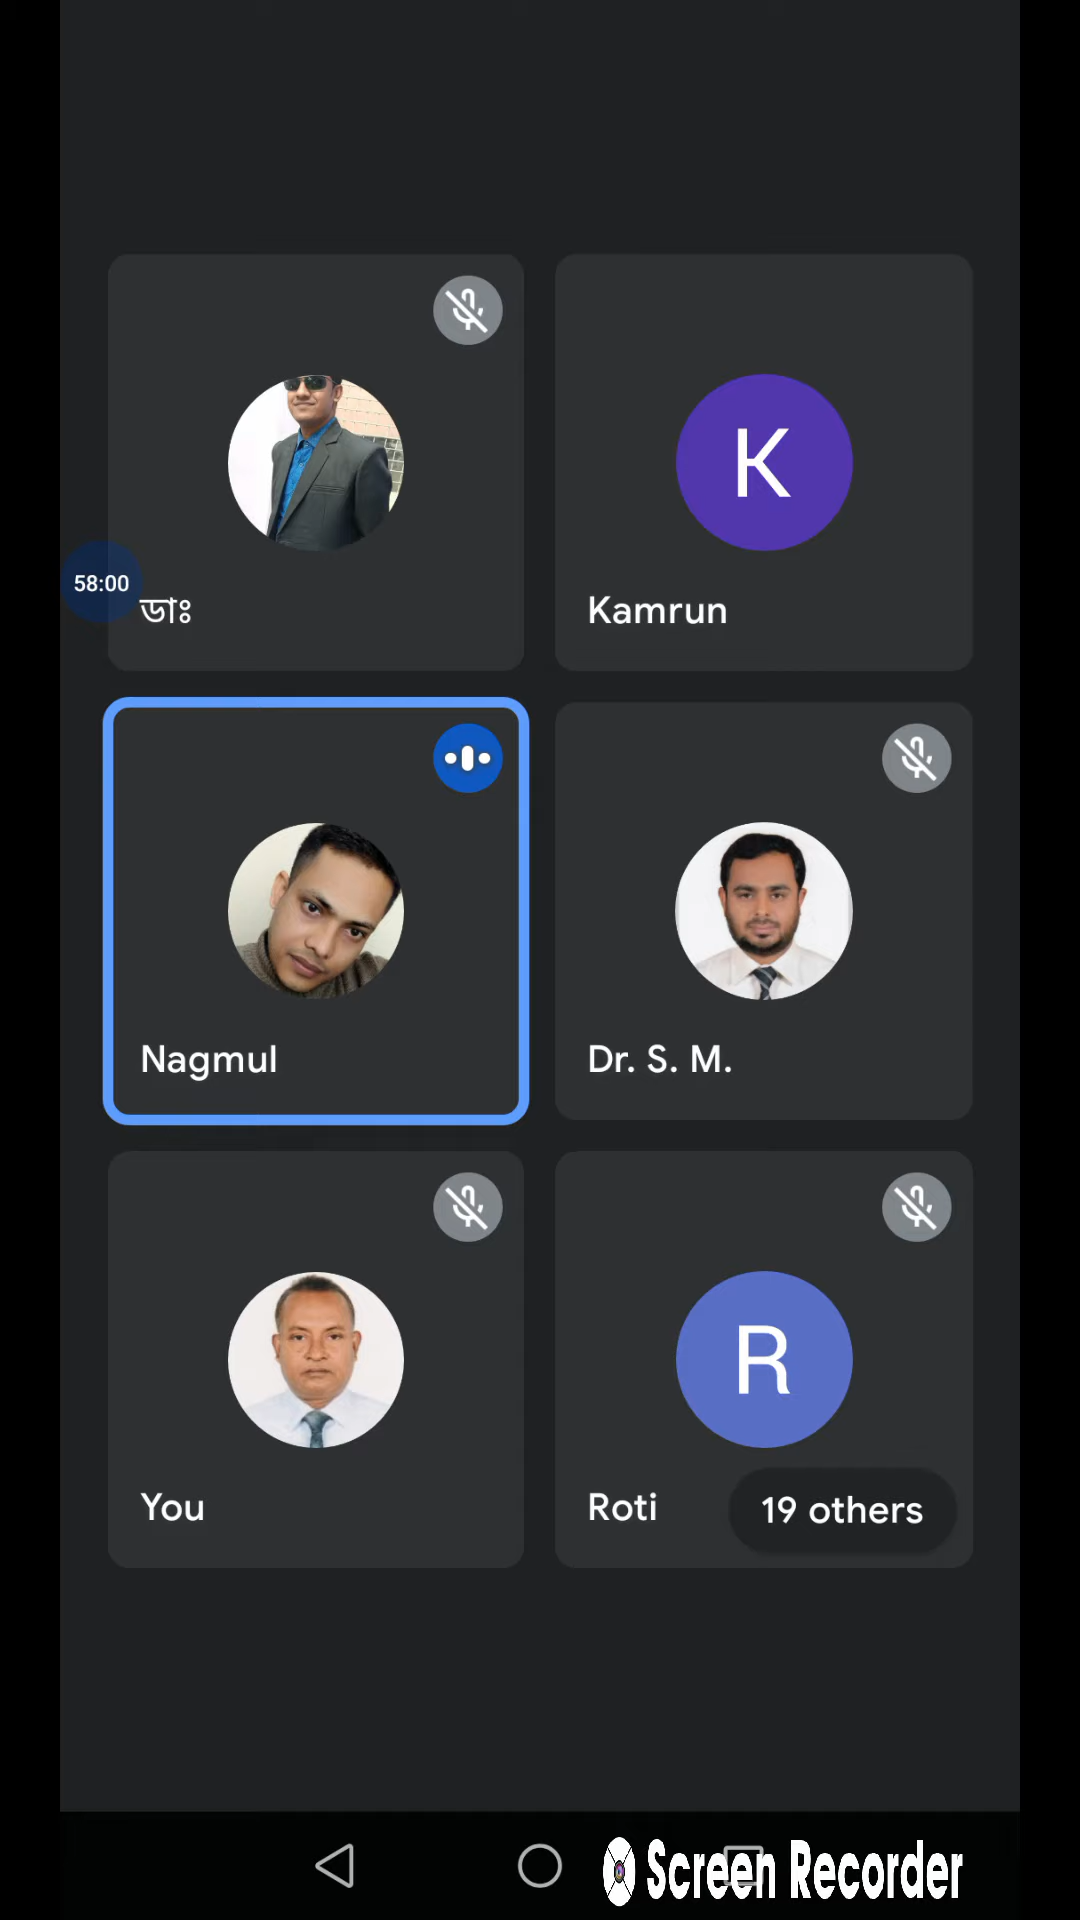 K
58:00
ডাঃ
Kamrun
Nagmul
Dr. S. M.
R
You
Roti
19 others
Screen Recorder